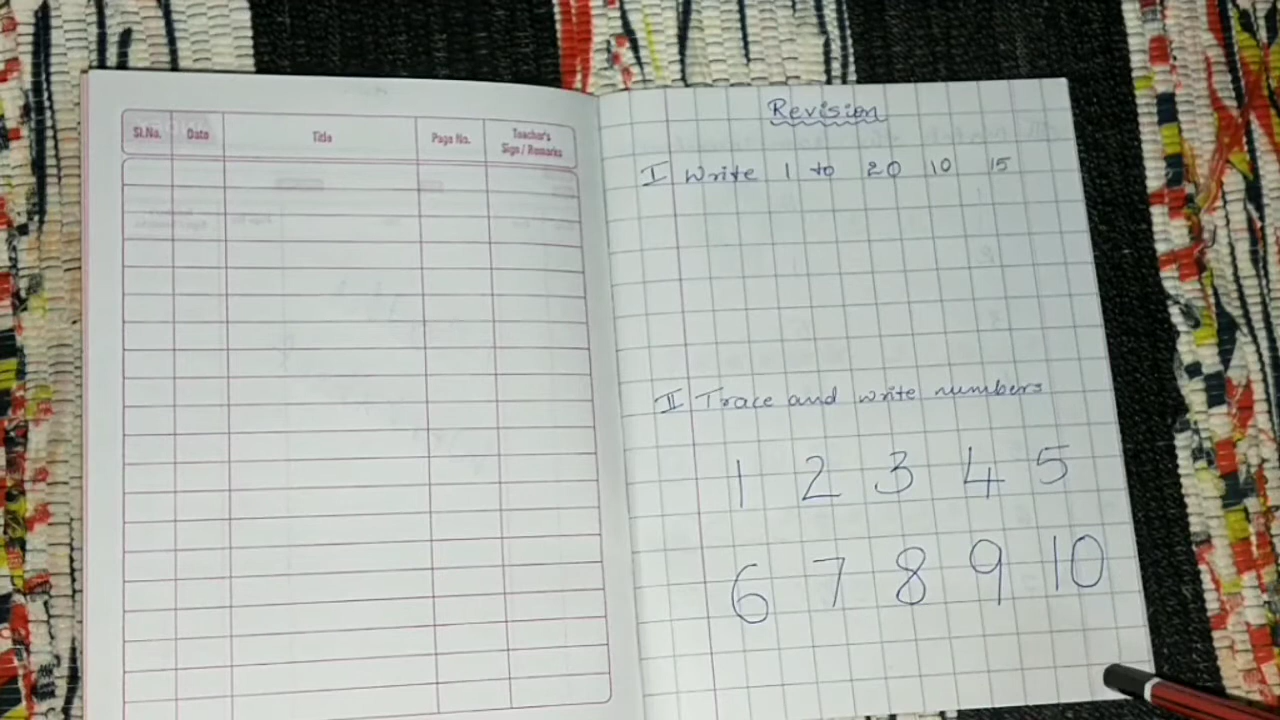 Sl.No. Date Title Page No. Teacher's Sign / Remarks
Revision
I Write 1 to 20 10 15
II Trace and write numbers
1 2 3 4 5
6 7 8 9 10